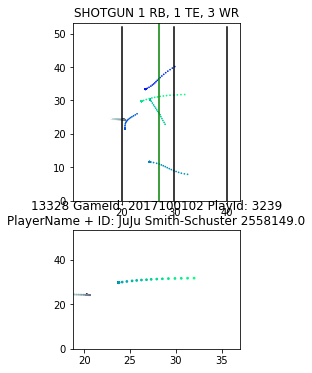 SHOTGUN 1 RB, 1 TE, 3 WR
50
40
30
20
10
0
20 30 40
13328 GameId: 2017100102 PlayId: 3239
PlayerName + ID: JuJu Smith-Schuster 2558149.0
40
20
0
20 25 30 35